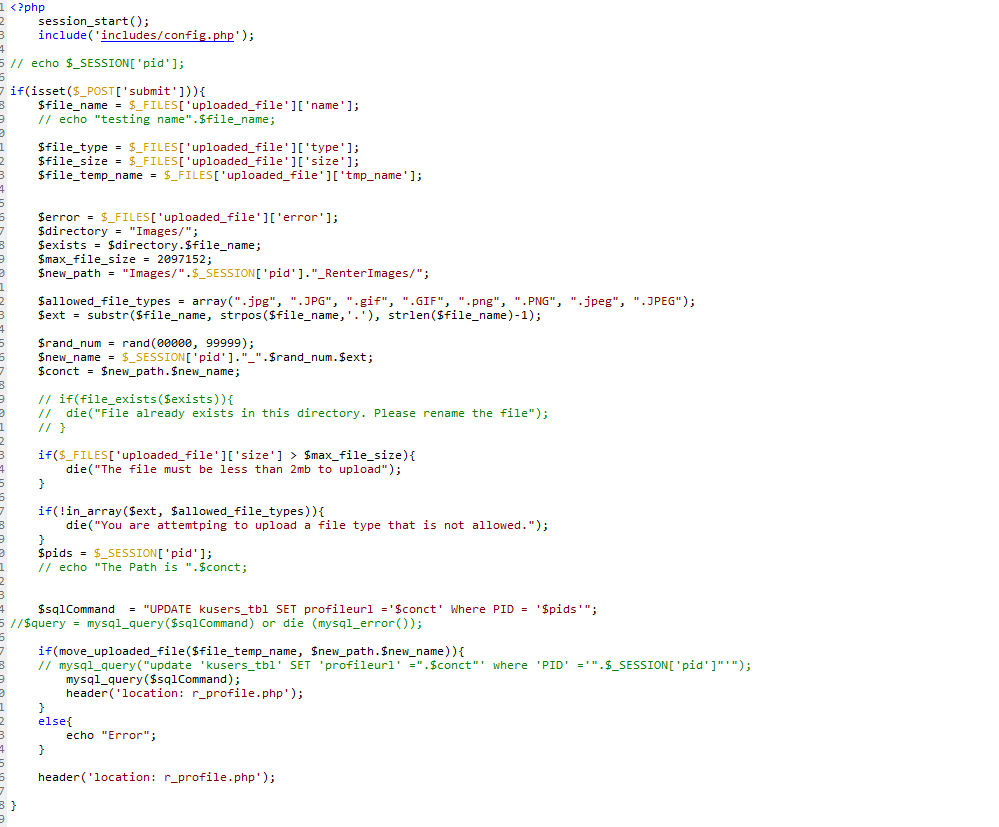 1 <?php
2 session_start();
3 include('includes/config.php');
4
5 // echo $_SESSION['pid'];
6
7 if(isset($_POST['submit'])){
8 $file_name = $_FILES['uploaded_file']['name'];
9 // echo "testing name".$file_name;
0
1 $file_type = $_FILES['uploaded_file']['type'];
2 $file_size = $_FILES['uploaded_file']['size'];
3 $file_temp_name = $_FILES['uploaded_file']['tmp_name'];
4
5
6 $error = $_FILES['uploaded_file']['error'];
7 $directory = "Images/";
8 $exists = $directory.$file_name;
9 $max_file_size = 2097152;
0 $new_path = "Images/".$_SESSION['pid']."_RenterImages/";
1
2 $allowed_file_types = array(".jpg", ".JPG", ".gif", ".GIF", ".png", ".PNG", ".jpeg", ".JPEG");
3 $ext = substr($file_name, strpos($file_name,'.'), strlen($file_name)-1);
4
5 $rand_num = rand(00000, 99999);
6 $new_name = $_SESSION['pid']."_".$rand_num.$ext;
7 $conct = $new_path.$new_name;
8
9 // if(file_exists($exists)){
0 // die("File already exists in this directory. Please rename the file");
1 // }
2
3 if($_FILES['uploaded_file']['size'] > $max_file_size){
4 die("The file must be less than 2mb to upload");
5 }
6
7 if(!in_array($ext, $allowed_file_types)){
8 die("You are attemtping to upload a file type that is not allowed.");
9 }
0 $pids = $_SESSION['pid'];
1 // echo "The Path is ".$conct;
2
3
4 $sqlCommand = "UPDATE kusers_tbl SET profileurl ='$conct' Where PID = '$pids'";
5 //$query = mysql_query($sqlCommand) or die (mysql_error());
6
7 if(move_uploaded_file($file_temp_name, $new_path.$new_name)){
8 // mysql_query("update 'kusers_tbl' SET 'profileurl' =".$conct"' where 'PID' ='".$_SESSION['pid']"'");
9 mysql_query($sqlCommand);
0 header('location: r_profile.php');
1 }
2 else{
3 echo "Error";
4 }
5
6 header('location: r_profile.php');
7
8 }
9